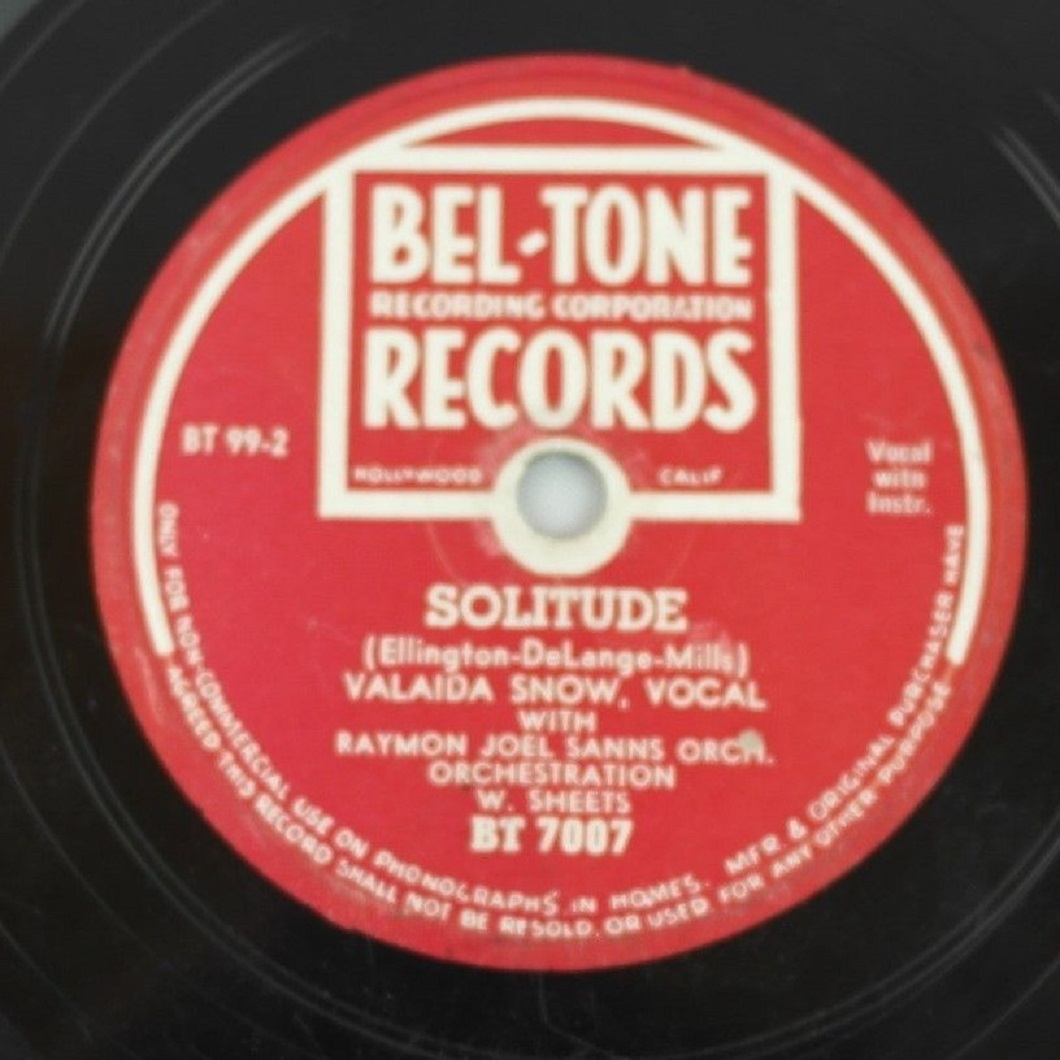 BEL-TONE
RECORDING CORPORATION
RECORDS
HOLLYWOOD CALIF
BT 99-2
Vocal
with
Instr.
SOLITUDE
(Ellington-DeLange-Mills)
VALAIDA SNOW, VOCAL
WITH
RAYMON JOEL SANNS ORCH.
ORCHESTRATION
W. SHEETS
BT 7007
ONLY FOR NON-COMMERCIAL USE ON PHONOGRAPHS IN HOMES. MFR. & ORIGINAL PURCHASER HAVE
AGREED THIS RECORD SHALL NOT BE RESOLD, OR USED FOR ANY OTHER PURPOSE